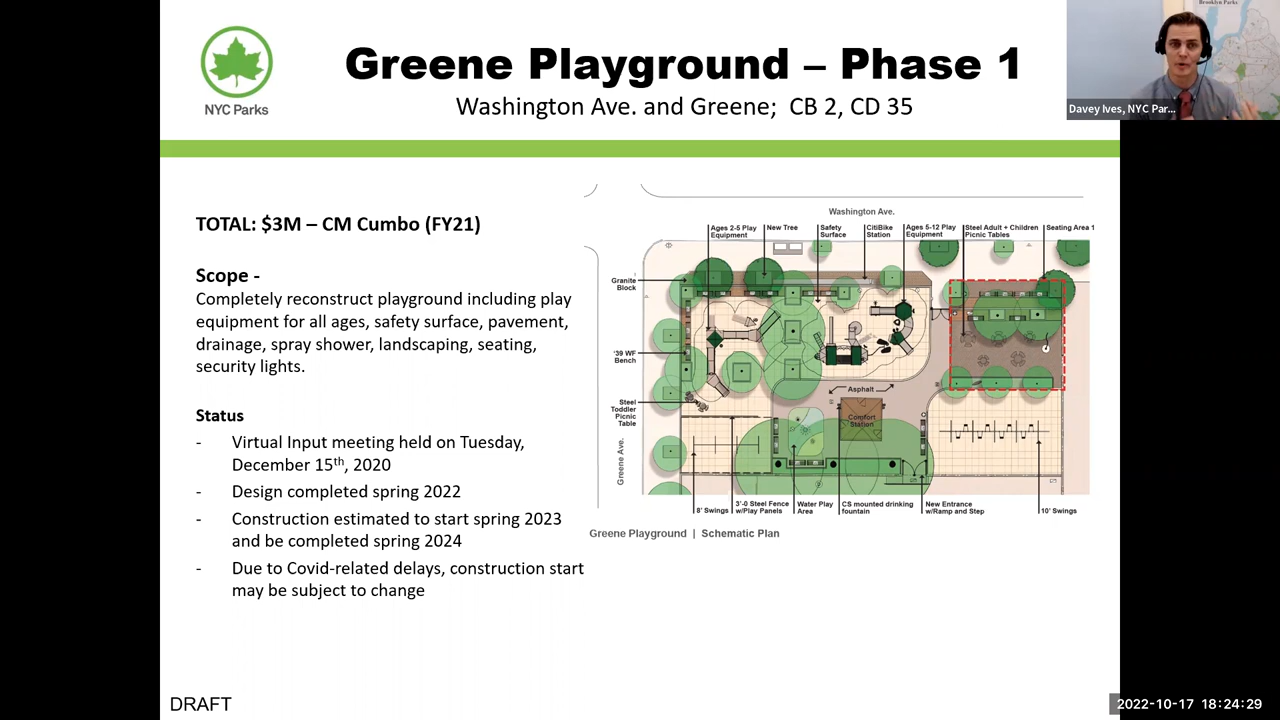 Brooklyn Parks
NYC Parks
Greene Playground – Phase 1
Washington Ave. and Greene;  CB 2, CD 35
Davey Ives, NYC Par...
TOTAL: $3M – CM Cumbo (FY21)
Scope -
Completely reconstruct playground including play
equipment for all ages, safety surface, pavement,
drainage, spray shower, landscaping, seating,
security lights.
Status
- Virtual Input meeting held on Tuesday,
December 15th, 2020
- Design completed spring 2022
- Construction estimated to start spring 2023
and be completed spring 2024
- Due to Covid-related delays, construction start
may be subject to change
Washington Ave.
Ages 2-5 Play
Equipment
New Tree
Safety
Surface
CitiBike
Station
Ages 5-12 Play
Equipment
Steel Adult + Children
Picnic Tables
Seating Area 1
Granite
Block
'39 WF
Bench
Steel
Toddler
Picnic
Table
Greene Ave.
Asphalt
Comfort
Station
8' Swings
3'-0 Steel Fence
w/Play Panels
Water Play
Area
CS mounted drinking
fountain
New Entrance
w/Ramp and Step
10' Swings
Greene Playground | Schematic Plan
DRAFT
2022-10-17 18:24:29